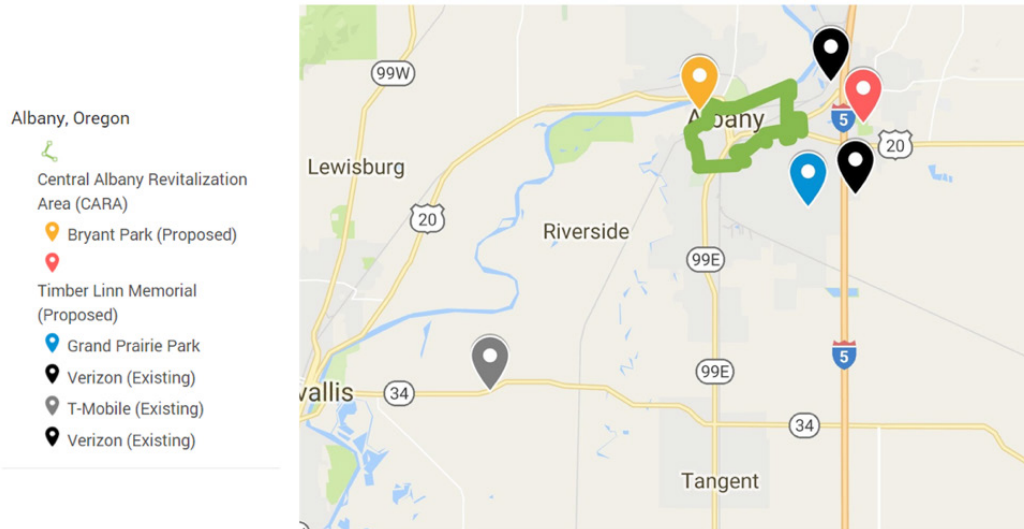 Albany, Oregon
Central Albany Revitalization
Area (CARA)
Bryant Park (Proposed)
Timber Linn Memorial
(Proposed)
Grand Prairie Park
Verizon (Existing)
T-Mobile (Existing)
Verizon (Existing)
99W
Albany
5
20
Lewisburg
20
Riverside
99E
5
99E
vallis
34
34
Tangent